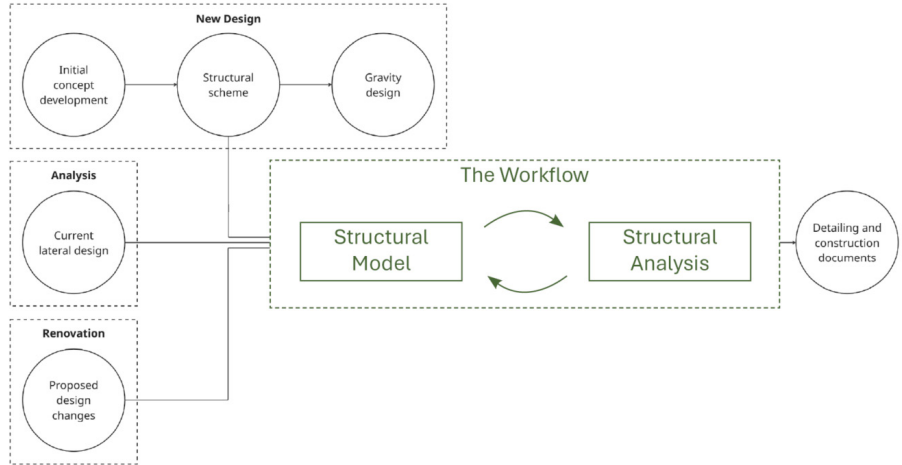 New Design
Initial
concept
development
Structural
scheme
Gravity
design
Analysis
Current
lateral design
The Workflow
Structural
Model
Structural
Analysis
Detailing and
construction
documents
Renovation
Proposed
design
changes